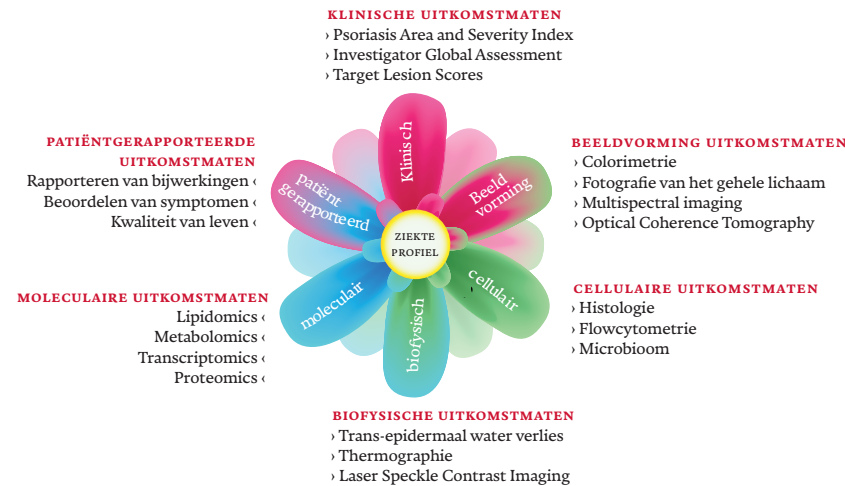 KLINISCHE UITKOMSTMATEN
› Psoriasis Area and Severity Index
› Investigator Global Assessment
› Target Lesion Scores
PATIËNTGERAPPORTEERDE
UITKOMSTMATEN
Rapporteren van bijwerkingen ‹
Beoordelen van symptomen ‹
Kwaliteit van leven ‹
BEELDVORMING UITKOMSTMATEN
› Colorimetrie
› Fotografie van het gehele lichaam
› Multispectral imaging
› Optical Coherence Tomography
Klinisch
Beeld
vorming
patiënt
gerapporteerd
ZIEKTE
PROFIEL
cellulair
moleculair
biofysisch
MOLECULAIRE UITKOMSTMATEN
Lipidomics ‹
Metabolomics ‹
Transcriptomics ‹
Proteomics ‹
CELLULAIRE UITKOMSTMATEN
› Histologie
› Flowcytometrie
› Microbioom
BIOFYSISCHE UITKOMSTMATEN
› Trans-epidermaal water verlies
› Thermographie
› Laser Speckle Contrast Imaging